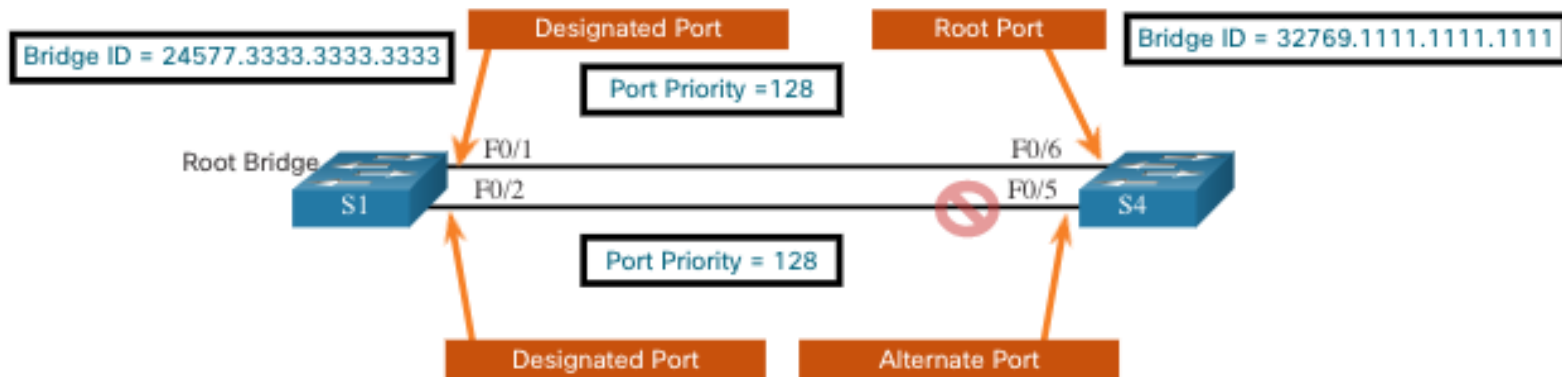 Designated Port
Root Port
Bridge ID = 24577.3333.3333.3333
Bridge ID = 32769.1111.1111.1111
Port Priority =128
Root Bridge
F0/1
F0/6
F0/2
F0/5
S1
S4
Port Priority = 128
Designated Port
Alternate Port